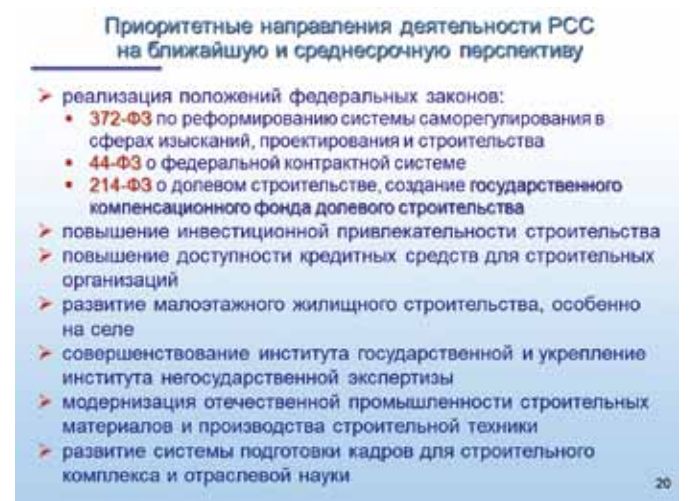 Приоритетные направления деятельности РСС
на ближайшую и среднесрочную перспективу
➢ реализация положений федеральных законов:
• 372-ФЗ по реформированию системы саморегулирования в
сферах изысканий, проектирования и строительства
• 44-ФЗ о федеральной контрактной системе
• 214-ФЗ о долевом строительстве, создание государственного
компенсационного фонда долевого строительства
➢ повышение инвестиционной привлекательности строительства
➢ повышение доступности кредитных средств для строительных
организаций
➢ развитие малоэтажного жилищного строительства, особенно
на селе
➢ совершенствование института государственной и укрепление
института негосударственной экспертизы
➢ модернизация отечественной промышленности строительных
материалов и производства строительной техники
➢ развитие системы подготовки кадров для строительного
комплекса и отраслевой науки
20